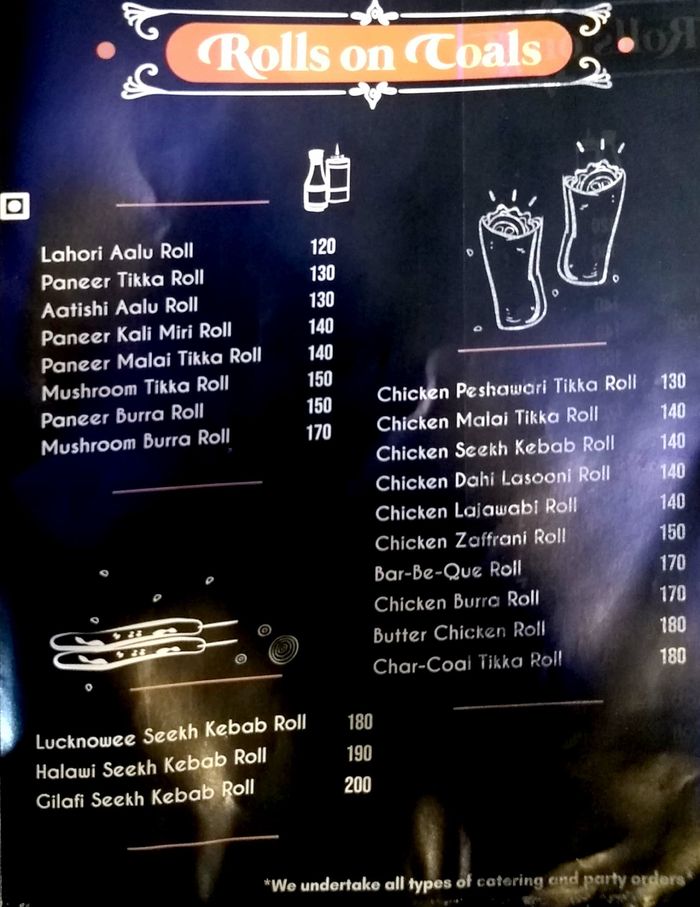 Rolls on Coals
Lahori Aalu Roll 120
Paneer Tikka Roll 130
Aatishi Aalu Roll 130
Paneer Kali Miri Roll 140
Paneer Malai Tikka Roll 140
Mushroom Tikka Roll 150
Paneer Burra Roll 150
Mushroom Burra Roll 170
Chicken Peshawari Tikka Roll 130
Chicken Malai Tikka Roll 140
Chicken Seekh Kebab Roll 140
Chicken Dahi Lasooni Roll 140
Chicken Lajawabi Roll 140
Chicken Zaffrani Roll 150
Bar-Be-Que Roll 170
Chicken Burra Roll 170
Butter Chicken Roll 180
Char-Coal Tikka Roll 180
Lucknowee Seekh Kebab Roll 180
Halawi Seekh Kebab Roll 190
Gilafi Seekh Kebab Roll 200
*We undertake all types of catering and party orders*